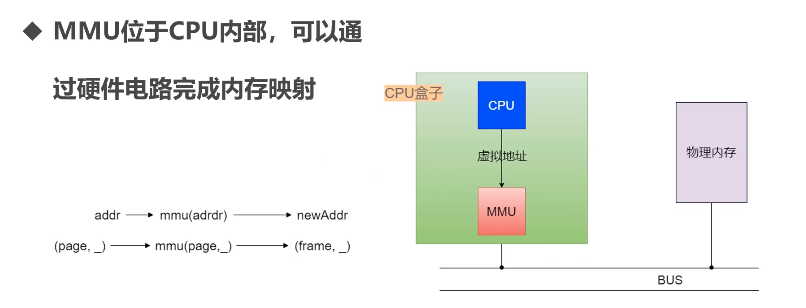 ◆ MMU位于CPU内部，可以通
过硬件电路完成内存映射
CPU盒子
CPU
虚拟地址
MMU
物理内存
addr mmu(adrdr) newAddr
(page, _) mmu(page,_) (frame, _)
BUS